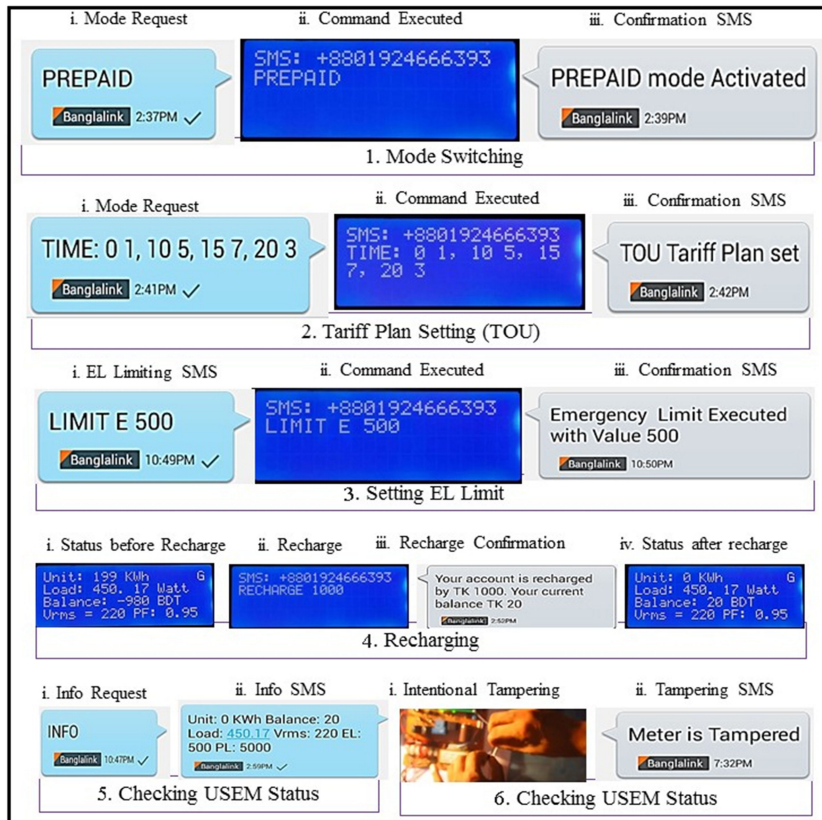 i. Mode Request
ii. Command Executed
iii. Confirmation SMS
PREPAID
Banglalink 2:37PM ✓
SMS: +8801924666393
PREPAID
PREPAID mode Activated
Banglalink 2:39PM
1. Mode Switching
i. Mode Request
ii. Command Executed
iii. Confirmation SMS
TIME: 0 1, 10 5, 15 7, 20 3
Banglalink 2:41PM ✓
SMS: +8801924666393
TIME: 0 1, 10 5, 15
7, 20 3
TOU Tariff Plan set
Banglalink 2:42PM
2. Tariff Plan Setting (TOU)
i. EL Limiting SMS
ii. Command Executed
iii. Confirmation SMS
LIMIT E 500
Banglalink 10:49PM ✓
SMS: +8801924666393
LIMIT E 500
Emergency Limit Executed
with Value 500
Banglalink 10:50PM
3. Setting EL Limit
i. Status before Recharge
ii. Recharge
iii. Recharge Confirmation
iv. Status after recharge
Unit: 199 KWh G
Load: 450. 17 Watt
Balance: -980 BDT
Vrms = 220 PF: 0.95
SMS: +8801924666393
RECHARGE 1000
Your account is recharged
by TK 1000. Your current
balance TK 20
Banglalink 2:52PM
Unit: 0 KWh G
Load: 450. 17 Watt
Balance: 20 BDT
Vrms = 220 PF: 0.95
4. Recharging
i. Info Request
ii. Info SMS
i. Intentional Tampering
ii. Tampering SMS
INFO
Banglalink 10:47PM ✓
Unit: 0 KWh Balance: 20
Load: 450.17 Vrms: 220 EL:
500 PL: 5000
Banglalink 2:59PM ✓
Meter is Tampered
Banglalink 7:32PM
5. Checking USEM Status
6. Checking USEM Status